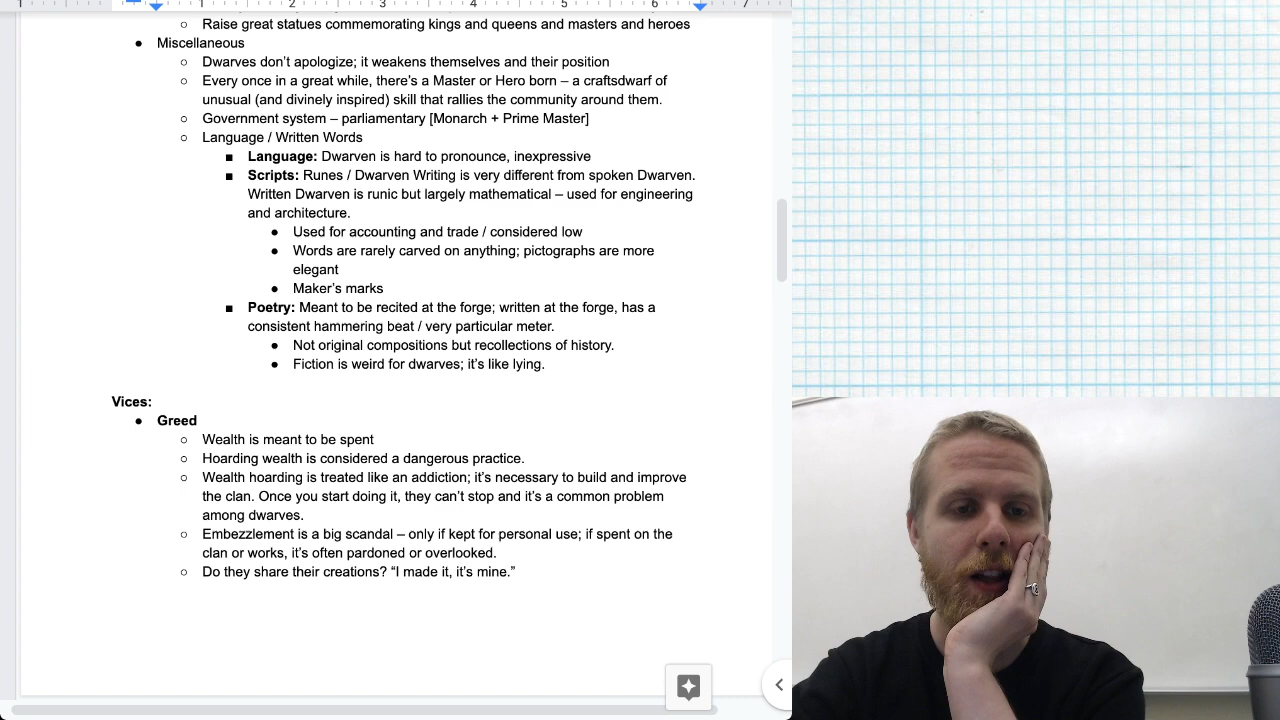 1 1 2 3 4 5 6 7
○ Raise great statues commemorating kings and queens and masters and heroes
● Miscellaneous
○ Dwarves don’t apologize; it weakens themselves and their position
○ Every once in a great while, there’s a Master or Hero born – a craftsdwarf of
unusual (and divinely inspired) skill that rallies the community around them.
○ Government system – parliamentary [Monarch + Prime Master]
○ Language / Written Words
■ Language: Dwarven is hard to pronounce, inexpressive
■ Scripts: Runes / Dwarven Writing is very different from spoken Dwarven.
Written Dwarven is runic but largely mathematical – used for engineering
and architecture.
● Used for accounting and trade / considered low
● Words are rarely carved on anything; pictographs are more
elegant
● Maker’s marks
■ Poetry: Meant to be recited at the forge; written at the forge, has a
consistent hammering beat / very particular meter.
● Not original compositions but recollections of history.
● Fiction is weird for dwarves; it’s like lying.
Vices:
● Greed
○ Wealth is meant to be spent
○ Hoarding wealth is considered a dangerous practice.
○ Wealth hoarding is treated like an addiction; it’s necessary to build and improve
the clan. Once you start doing it, they can’t stop and it’s a common problem
among dwarves.
○ Embezzlement is a big scandal – only if kept for personal use; if spent on the
clan or works, it’s often pardoned or overlooked.
○ Do they share their creations? “I made it, it’s mine.”